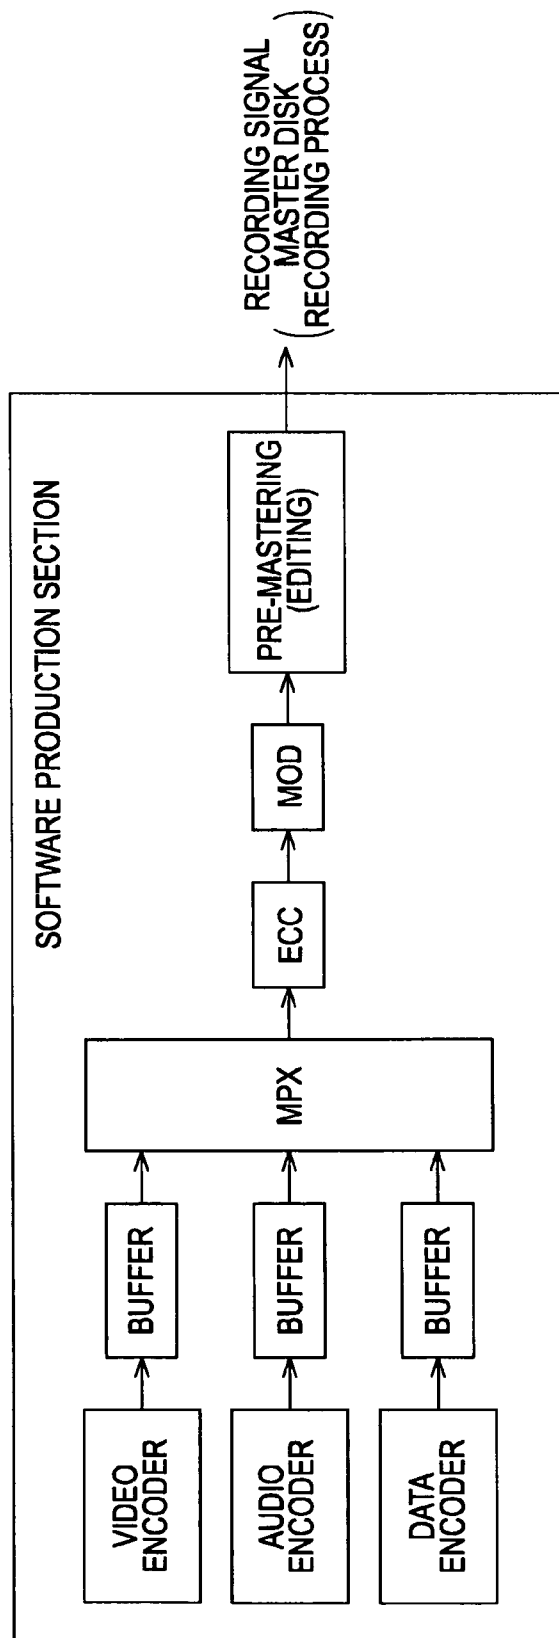 SOFTWARE PRODUCTION SECTION
VIDEO
ENCODER
BUFFER
AUDIO
ENCODER
BUFFER
DATA
ENCODER
BUFFER
MPX
ECC
MOD
PRE-MASTERING
(EDITING)
RECORDING SIGNAL
(MASTER DISK
RECORDING PROCESS)